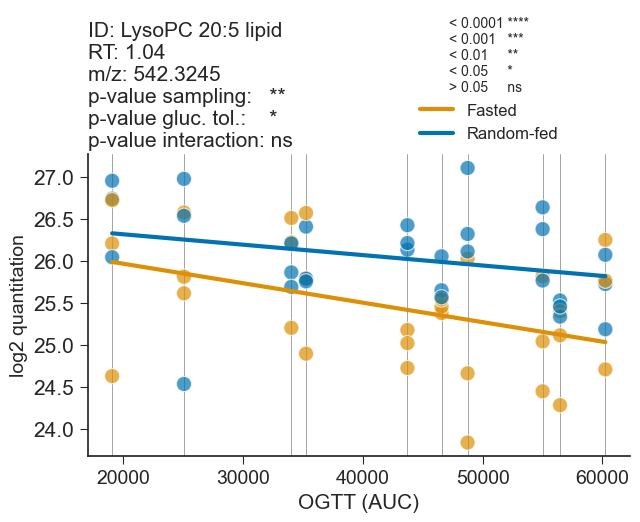 ID: LysoPC 20:5 lipid
RT: 1.04
m/z: 542.3245
p-value sampling: **
p-value gluc. tol.: *
p-value interaction: ns
< 0.0001 ****
< 0.001 ***
< 0.01 **
< 0.05 *
> 0.05 ns
Fasted
Random-fed
log2 quantitation
27.0
26.5
26.0
25.5
25.0
24.5
24.0
20000 30000 40000 50000 60000
OGTT (AUC)